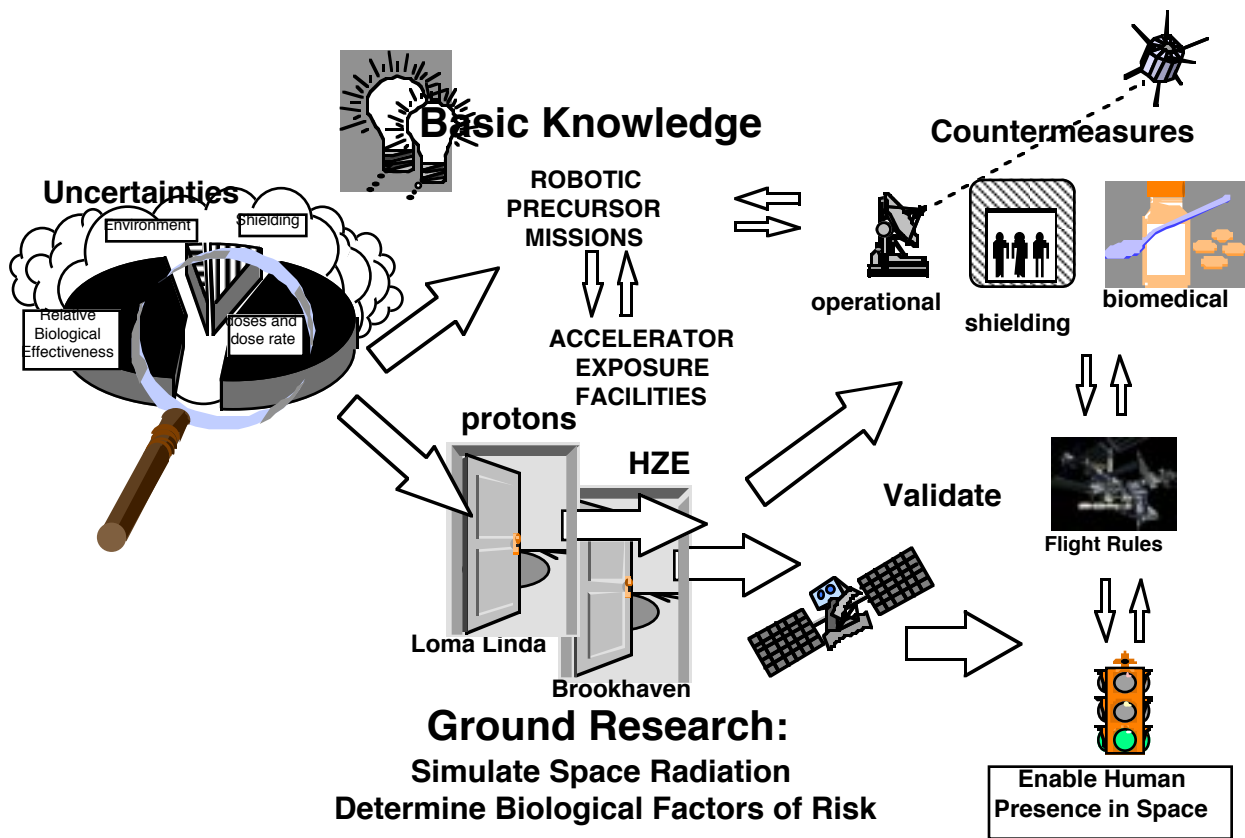 Basic Knowledge
Countermeasures
Uncertainties
Environment
Shielding
Relative
Biological
Effectiveness
doses and
dose rate
ROBOTIC
PRECURSOR
MISSIONS
ACCELERATOR
EXPOSURE
FACILITIES
operational
shielding
biomedical
protons
HZE
Validate
Flight Rules
Loma Linda
Brookhaven
Ground Research:
Simulate Space Radiation
Determine Biological Factors of Risk
Enable Human
Presence in Space